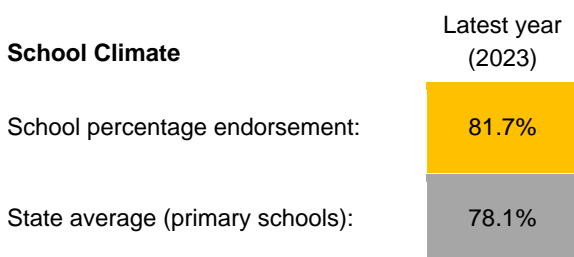 School Climate
Latest year
(2023)
School percentage endorsement: 81.7%
State average (primary schools): 78.1%